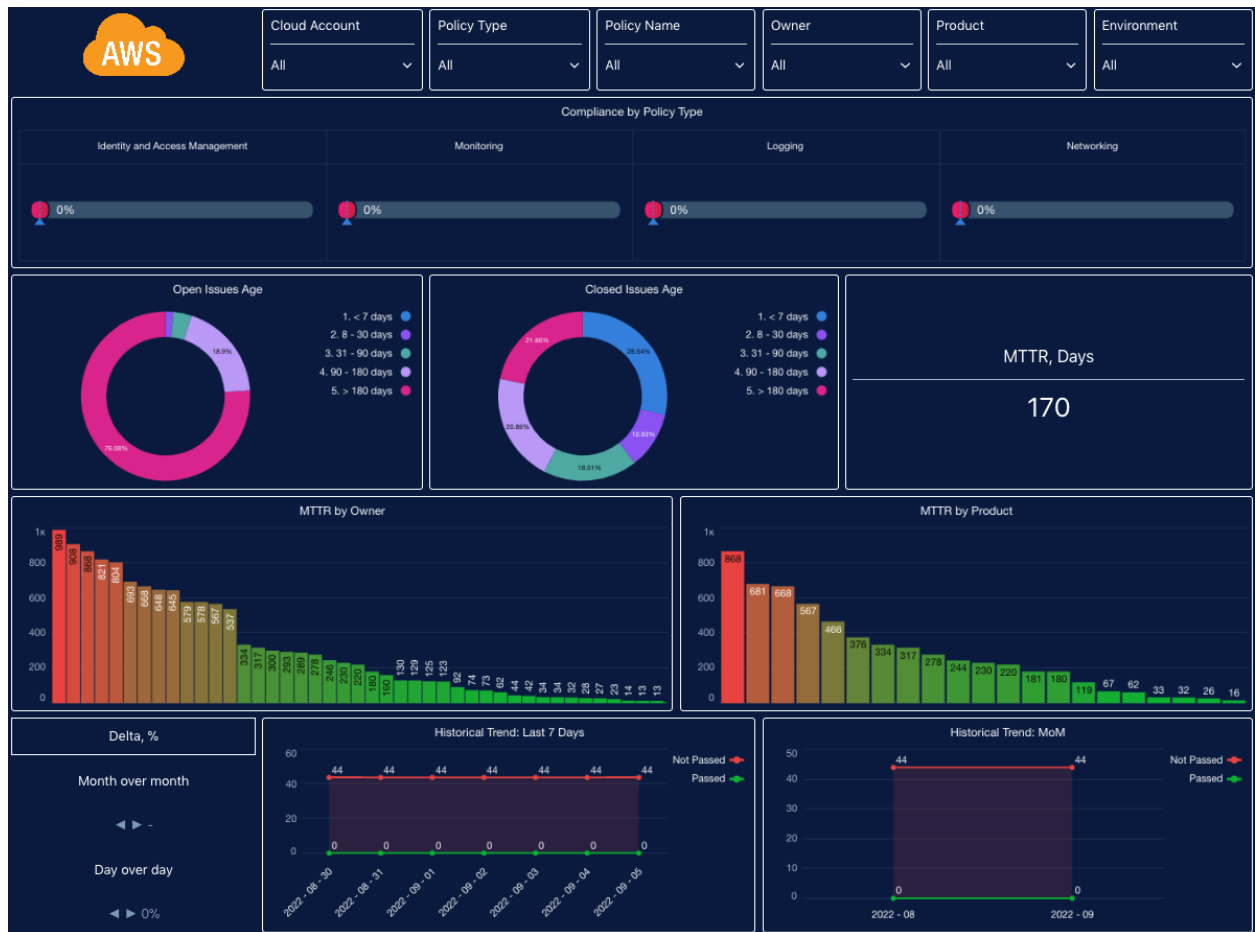 AWS
Cloud Account
All
Policy Type
All
Policy Name
All
Owner
All
Product
All
Environment
All
Compliance by Policy Type
Identity and Access Management
Monitoring
Logging
Networking
0%
0%
0%
0%
Open Issues Age
1. < 7 days
2. 8 - 30 days
3. 31 - 90 days
4. 90 - 180 days
5. > 180 days
18.9%
76.08%
Closed Issues Age
1. < 7 days
2. 8 - 30 days
3. 31 - 90 days
4. 90 - 180 days
5. > 180 days
21.66%
28.54%
20.86%
10.93%
18.01%
MTTR, Days
170
MTTR by Owner
1к
800
600
400
200
0
989
908
868
821
804
693
668
648
645
579
578
567
537
334
317
300
293
289
278
246
230
220
180
160
130
129
125
123
92
74
73
62
44
42
34
34
32
28
27
23
14
13
13
MTTR by Product
1к
800
600
400
200
0
868
681
668
567
466
376
334
317
278
244
230
220
181
180
119
67
62
33
32
26
16
Delta, %
Month over month
◀ ▶ -
Day over day
◀ ▶ 0%
Historical Trend: Last 7 Days
Not Passed
Passed
60
40
20
0
44 44 44 44 44 44 44
0 0 0 0 0 0 0
2022 - 08 - 30
2022 - 08 - 31
2022 - 09 - 01
2022 - 09 - 02
2022 - 09 - 03
2022 - 09 - 04
2022 - 09 - 05
Historical Trend: MoM
Not Passed
Passed
50
40
30
20
10
0
44 44
0 0
2022 - 08
2022 - 09